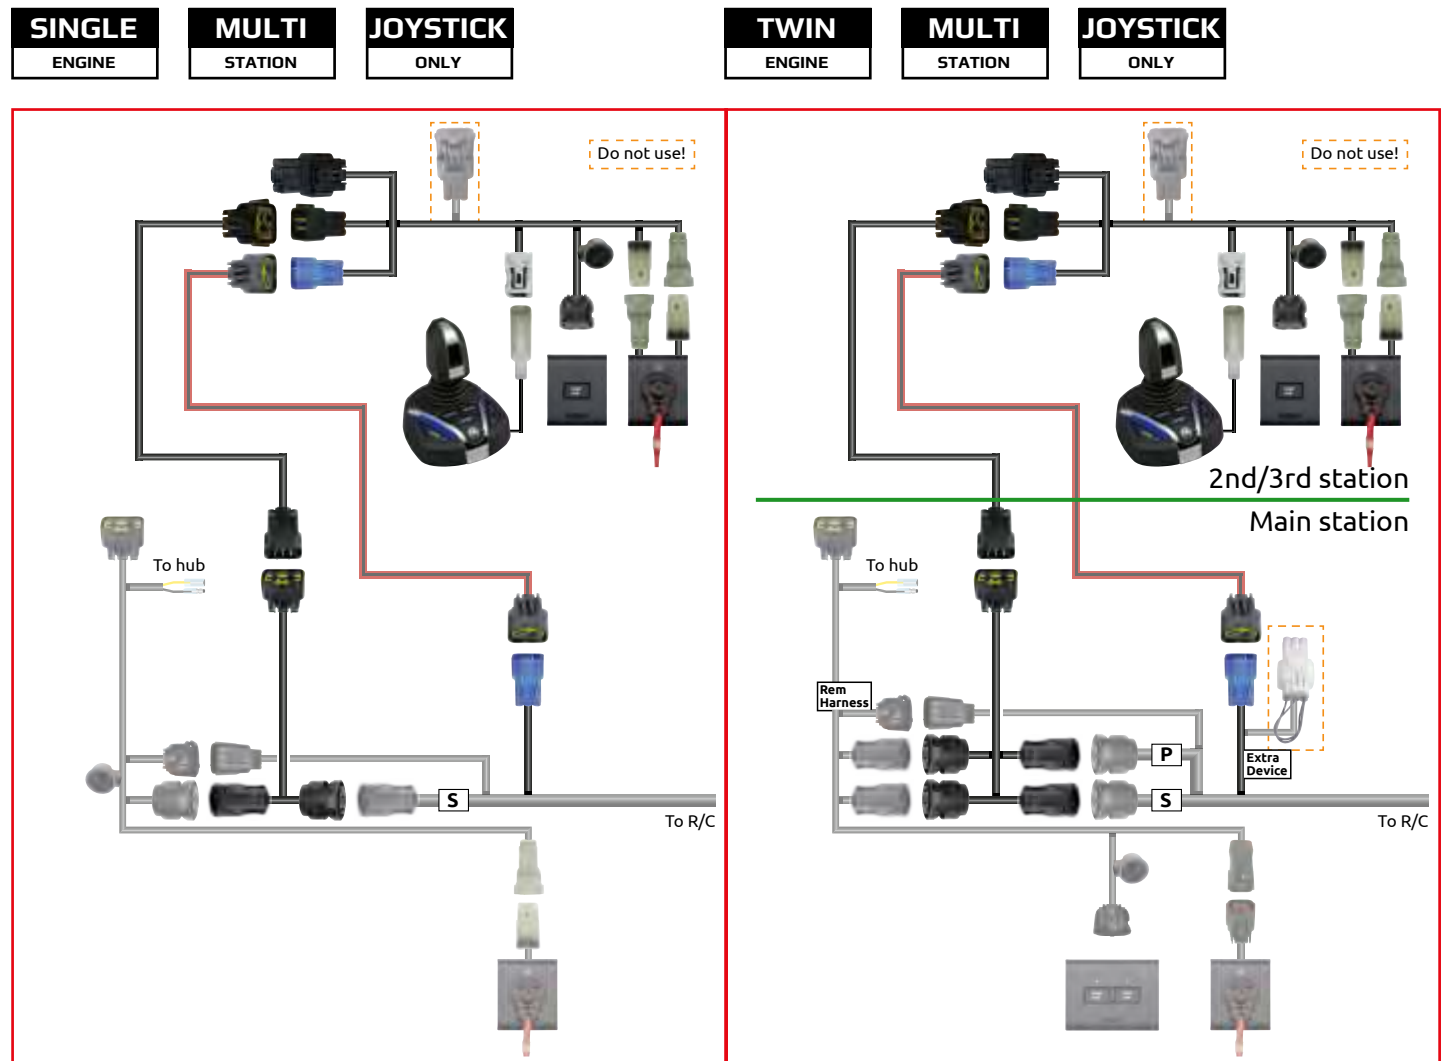 SINGLE
ENGINE
MULTI
STATION
JOYSTICK
ONLY
TWIN
ENGINE
MULTI
STATION
JOYSTICK
ONLY
Do not use!
To hub
S
To R/C
Do not use!
2nd/3rd station
Main station
To hub
Rem
Harness
P
Extra
Device
S
To R/C